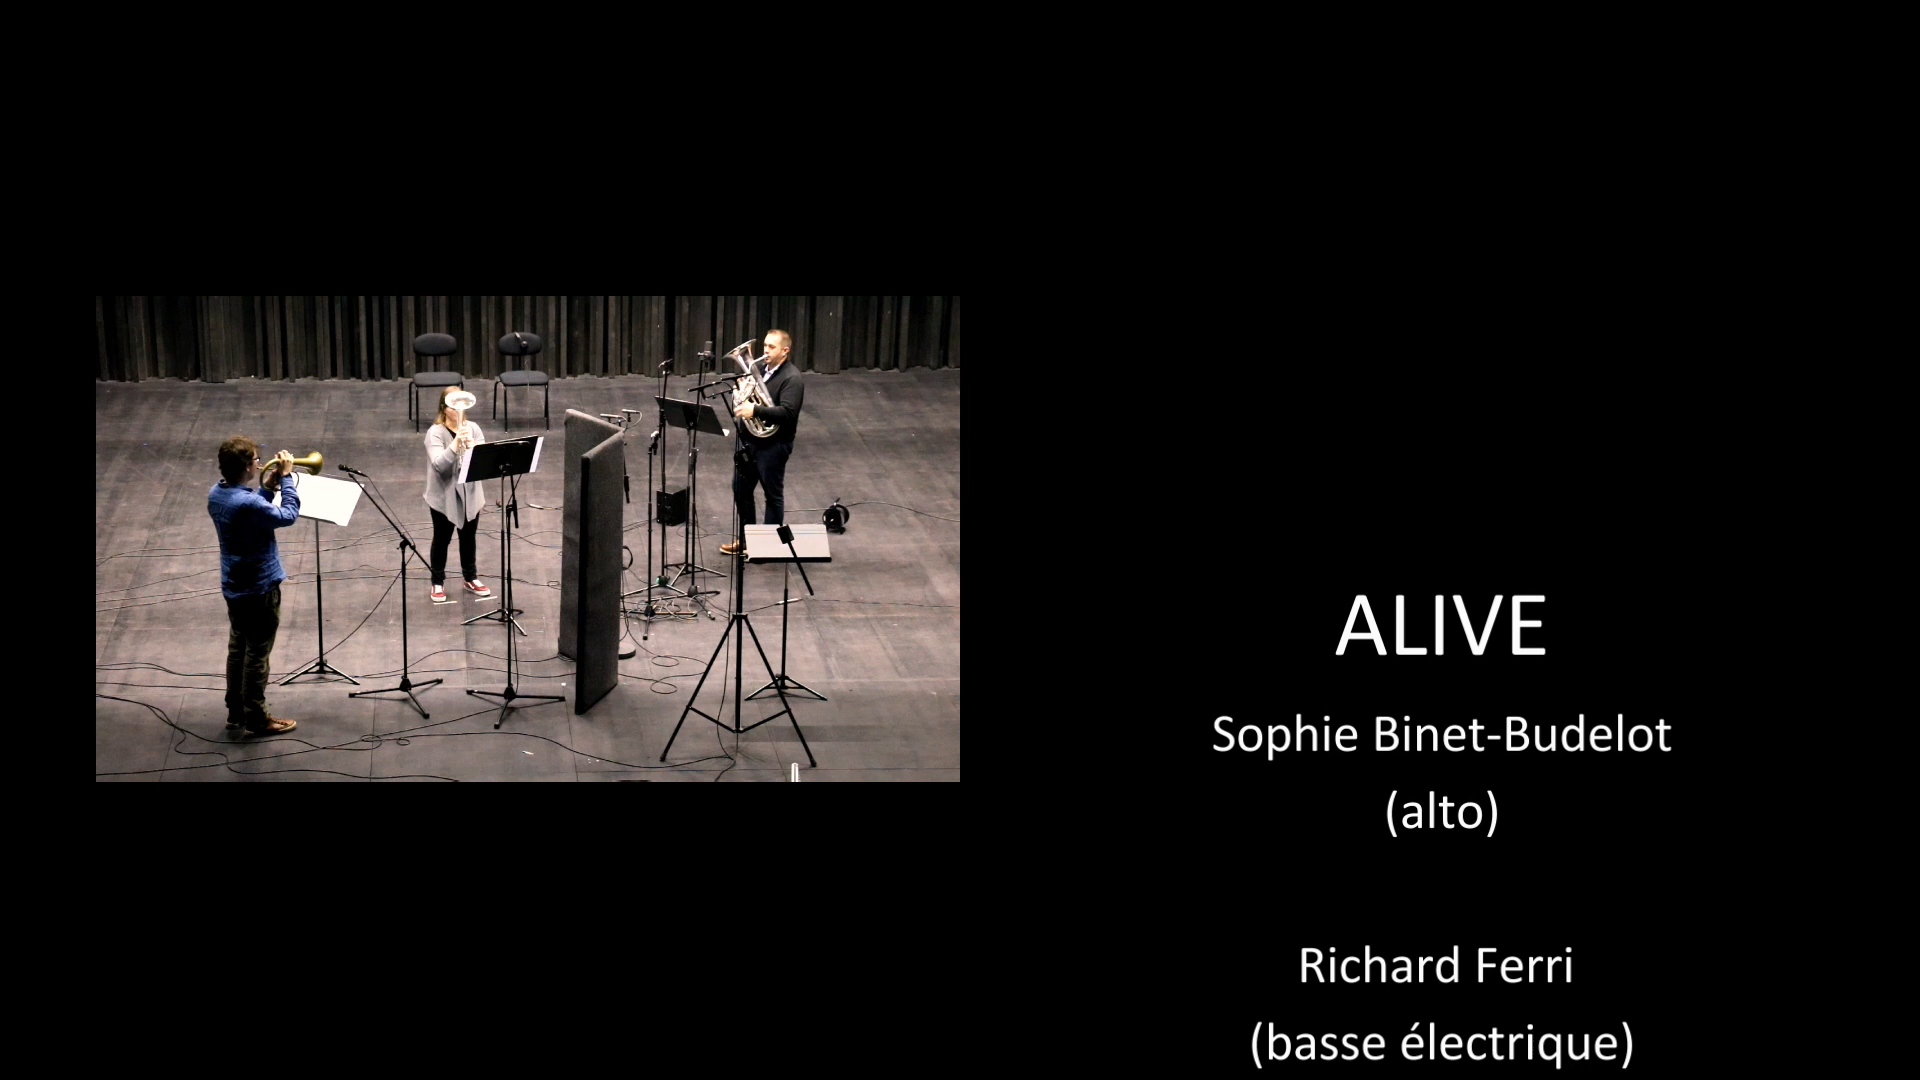 ALIVE
Sophie Binet-Budelot
(alto)
Richard Ferri
(basse électrique)